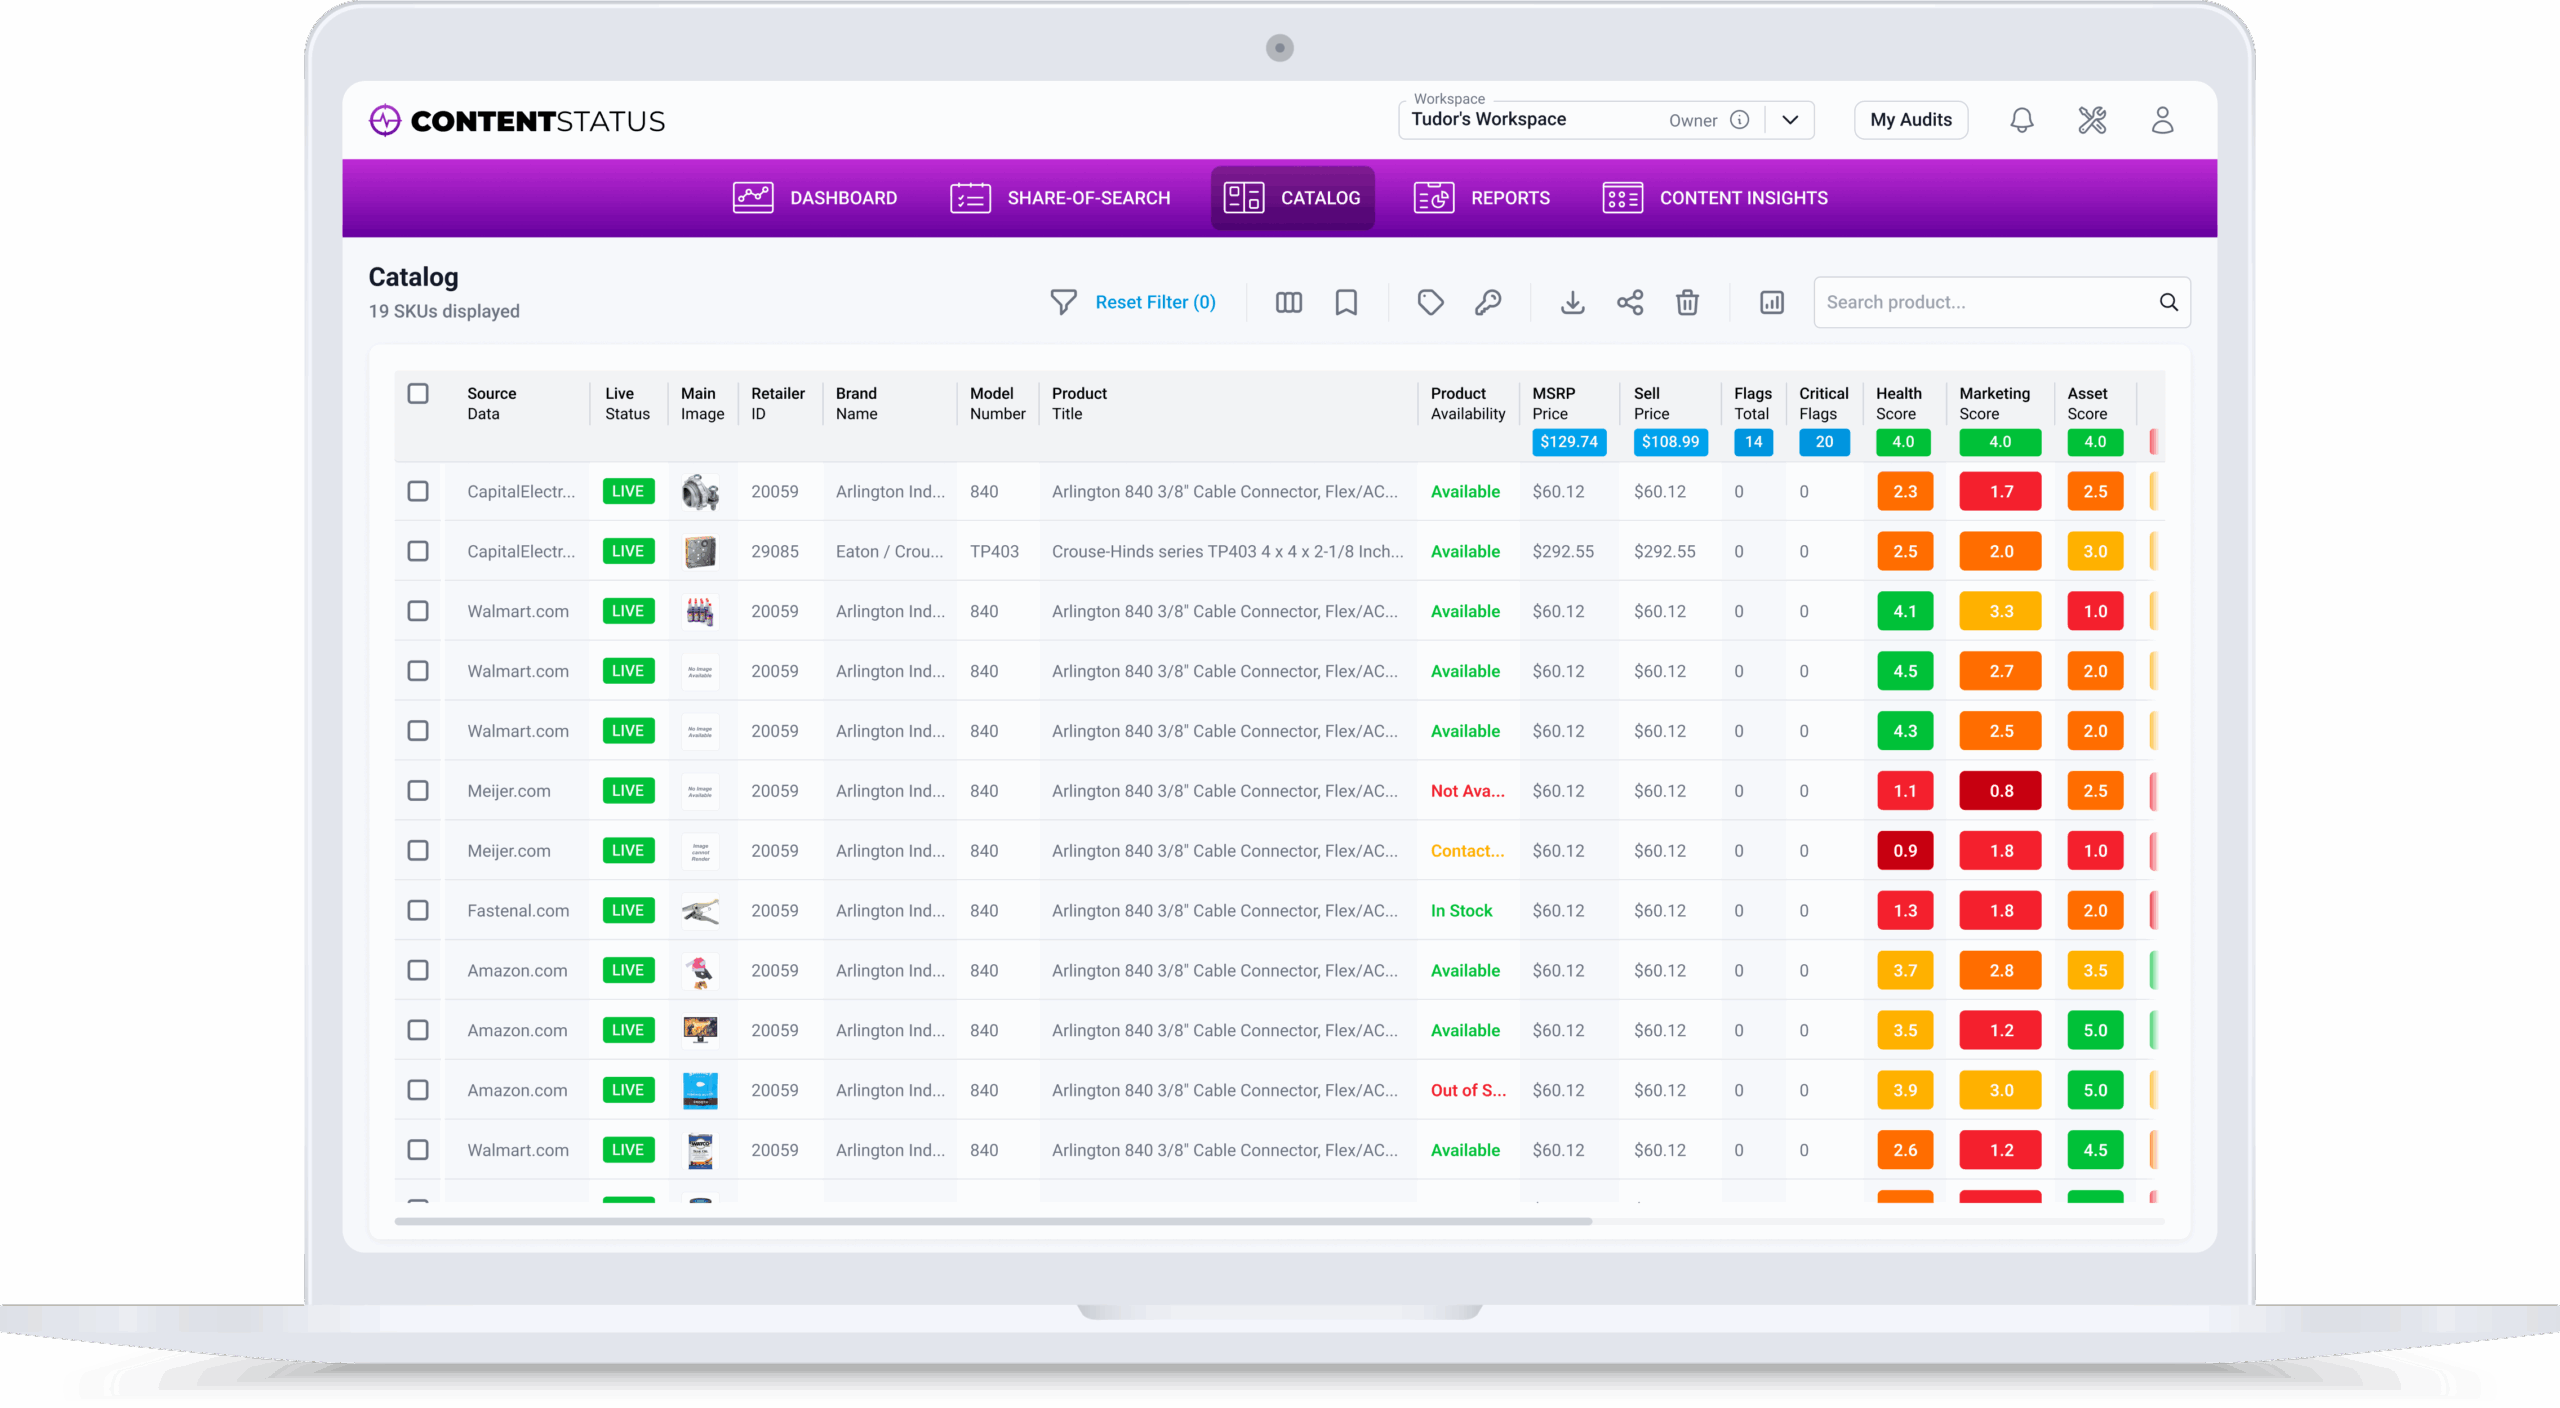 CONTENTSTATUS
Workspace
Tudor's Workspace Owner
My Audits
DASHBOARD SHARE-OF-SEARCH CATALOG REPORTS CONTENT INSIGHTS
Catalog
19 SKUs displayed
Reset Filter (0)
Search product...
Source Data Live Status Main Image Retailer ID Brand Name Model Number Product Title Product Availability MSRP Price Sell Price Flags Total Critical Flags Health Score Marketing Score Asset Score
$129.74 $108.99 14 20 4.0 4.0 4.0
CapitalElectr... LIVE 20059 Arlington Ind... 840 Arlington 840 3/8" Cable Connector, Flex/AC... Available $60.12 $60.12 0 0 2.3 1.7 2.5
CapitalElectr... LIVE 29085 Eaton / Crou... TP403 Crouse-Hinds series TP403 4 x 4 x 2-1/8 Inch... Available $292.55 $292.55 0 0 2.5 2.0 3.0
Walmart.com LIVE 20059 Arlington Ind... 840 Arlington 840 3/8" Cable Connector, Flex/AC... Available $60.12 $60.12 0 0 4.1 3.3 1.0
Walmart.com LIVE No Image Available 20059 Arlington Ind... 840 Arlington 840 3/8" Cable Connector, Flex/AC... Available $60.12 $60.12 0 0 4.5 2.7 2.0
Walmart.com LIVE No Image Available 20059 Arlington Ind... 840 Arlington 840 3/8" Cable Connector, Flex/AC... Available $60.12 $60.12 0 0 4.3 2.5 2.0
Meijer.com LIVE No Image Available 20059 Arlington Ind... 840 Arlington 840 3/8" Cable Connector, Flex/AC... Not Ava... $60.12 $60.12 0 0 1.1 0.8 2.5
Meijer.com LIVE Image cannot Render 20059 Arlington Ind... 840 Arlington 840 3/8" Cable Connector, Flex/AC... Contact... $60.12 $60.12 0 0 0.9 1.8 1.0
Fastenal.com LIVE 20059 Arlington Ind... 840 Arlington 840 3/8" Cable Connector, Flex/AC... In Stock $60.12 $60.12 0 0 1.3 1.8 2.0
Amazon.com LIVE 20059 Arlington Ind... 840 Arlington 840 3/8" Cable Connector, Flex/AC... Available $60.12 $60.12 0 0 3.7 2.8 3.5
Amazon.com LIVE 20059 Arlington Ind... 840 Arlington 840 3/8" Cable Connector, Flex/AC... Available $60.12 $60.12 0 0 3.5 1.2 5.0
Amazon.com LIVE 20059 Arlington Ind... 840 Arlington 840 3/8" Cable Connector, Flex/AC... Out of S... $60.12 $60.12 0 0 3.9 3.0 5.0
Walmart.com LIVE WATCO 20059 Arlington Ind... 840 Arlington 840 3/8" Cable Connector, Flex/AC... Available $60.12 $60.12 0 0 2.6 1.2 4.5